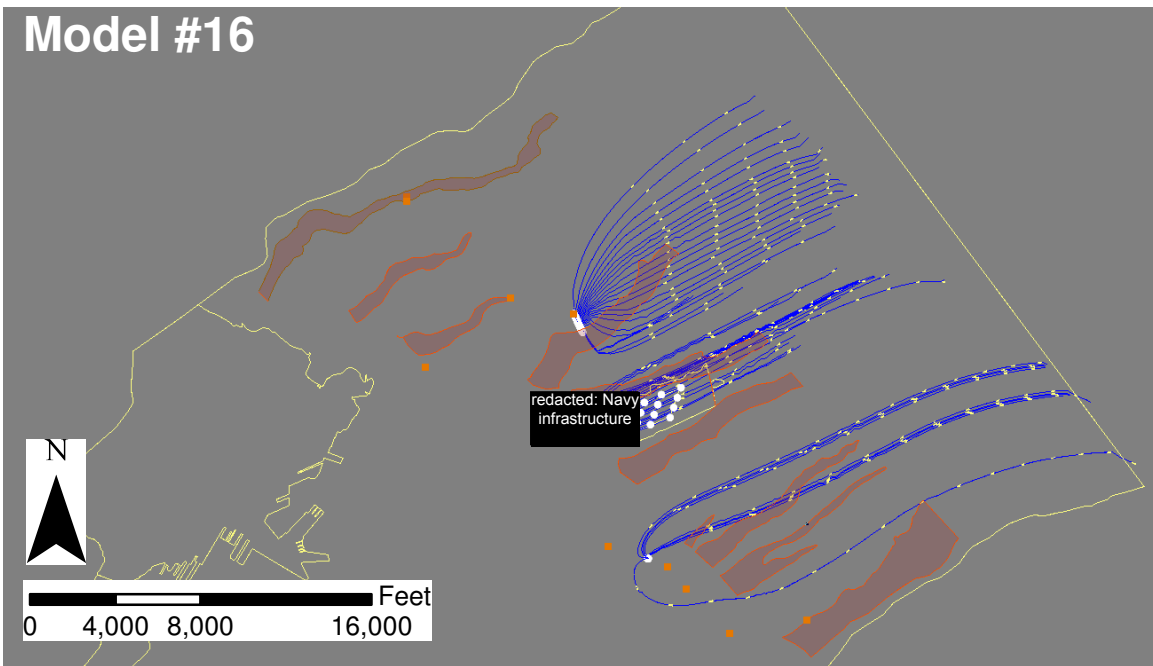 Model #16
redacted: Navy
infrastructure
N
Feet
0 4,000 8,000 16,000